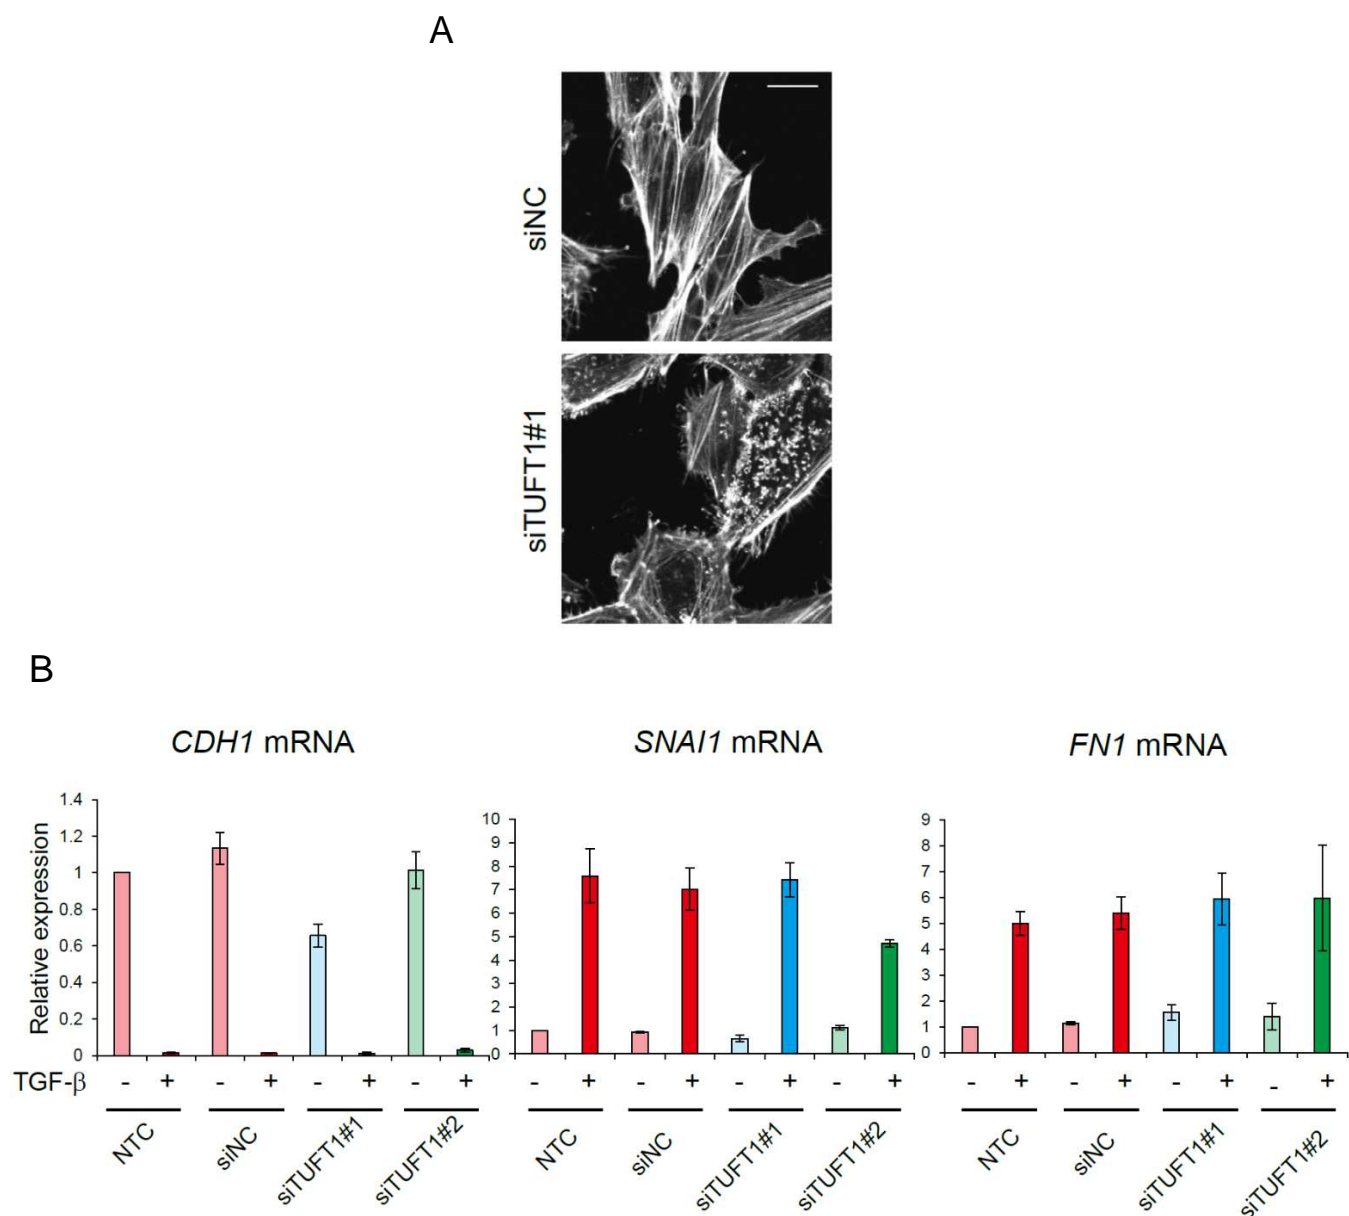 A
siNC
siTUFT1#1
B
CDH1 mRNA
SNAI1 mRNA
FN1 mRNA
Relative expression
1.4
1.2
1
0.8
0.6
0.4
0.2
0
10
9
8
7
6
5
4
3
2
1
0
9
8
7
6
5
4
3
2
1
0
TGF-β - + - + - + - + - + - + - + - + - + - + - + - +
NTC siNC siTUFT1#1 siTUFT1#2 NTC siNC siTUFT1#1 siTUFT1#2 NTC siNC siTUFT1#1 siTUFT1#2